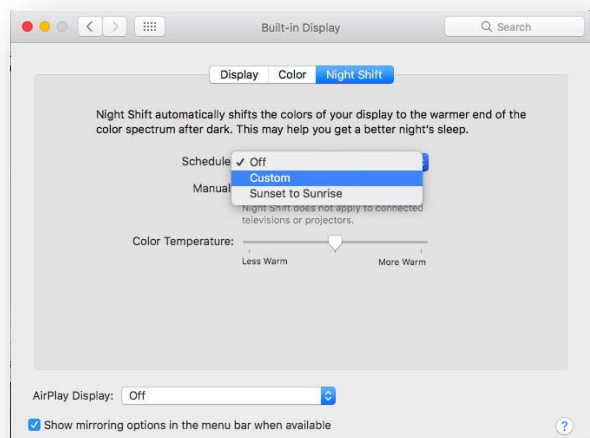 Built-in Display
Search
Display Color Night Shift
Night Shift automatically shifts the colors of your display to the warmer end of the
color spectrum after dark. This may help you get a better night's sleep.
Schedule ✓ Off
Custom
Manual Sunset to Sunrise
Night Shift does not apply to connected
televisions or projectors.
Color Temperature:
Less Warm More Warm
AirPlay Display: Off
Show mirroring options in the menu bar when available
?